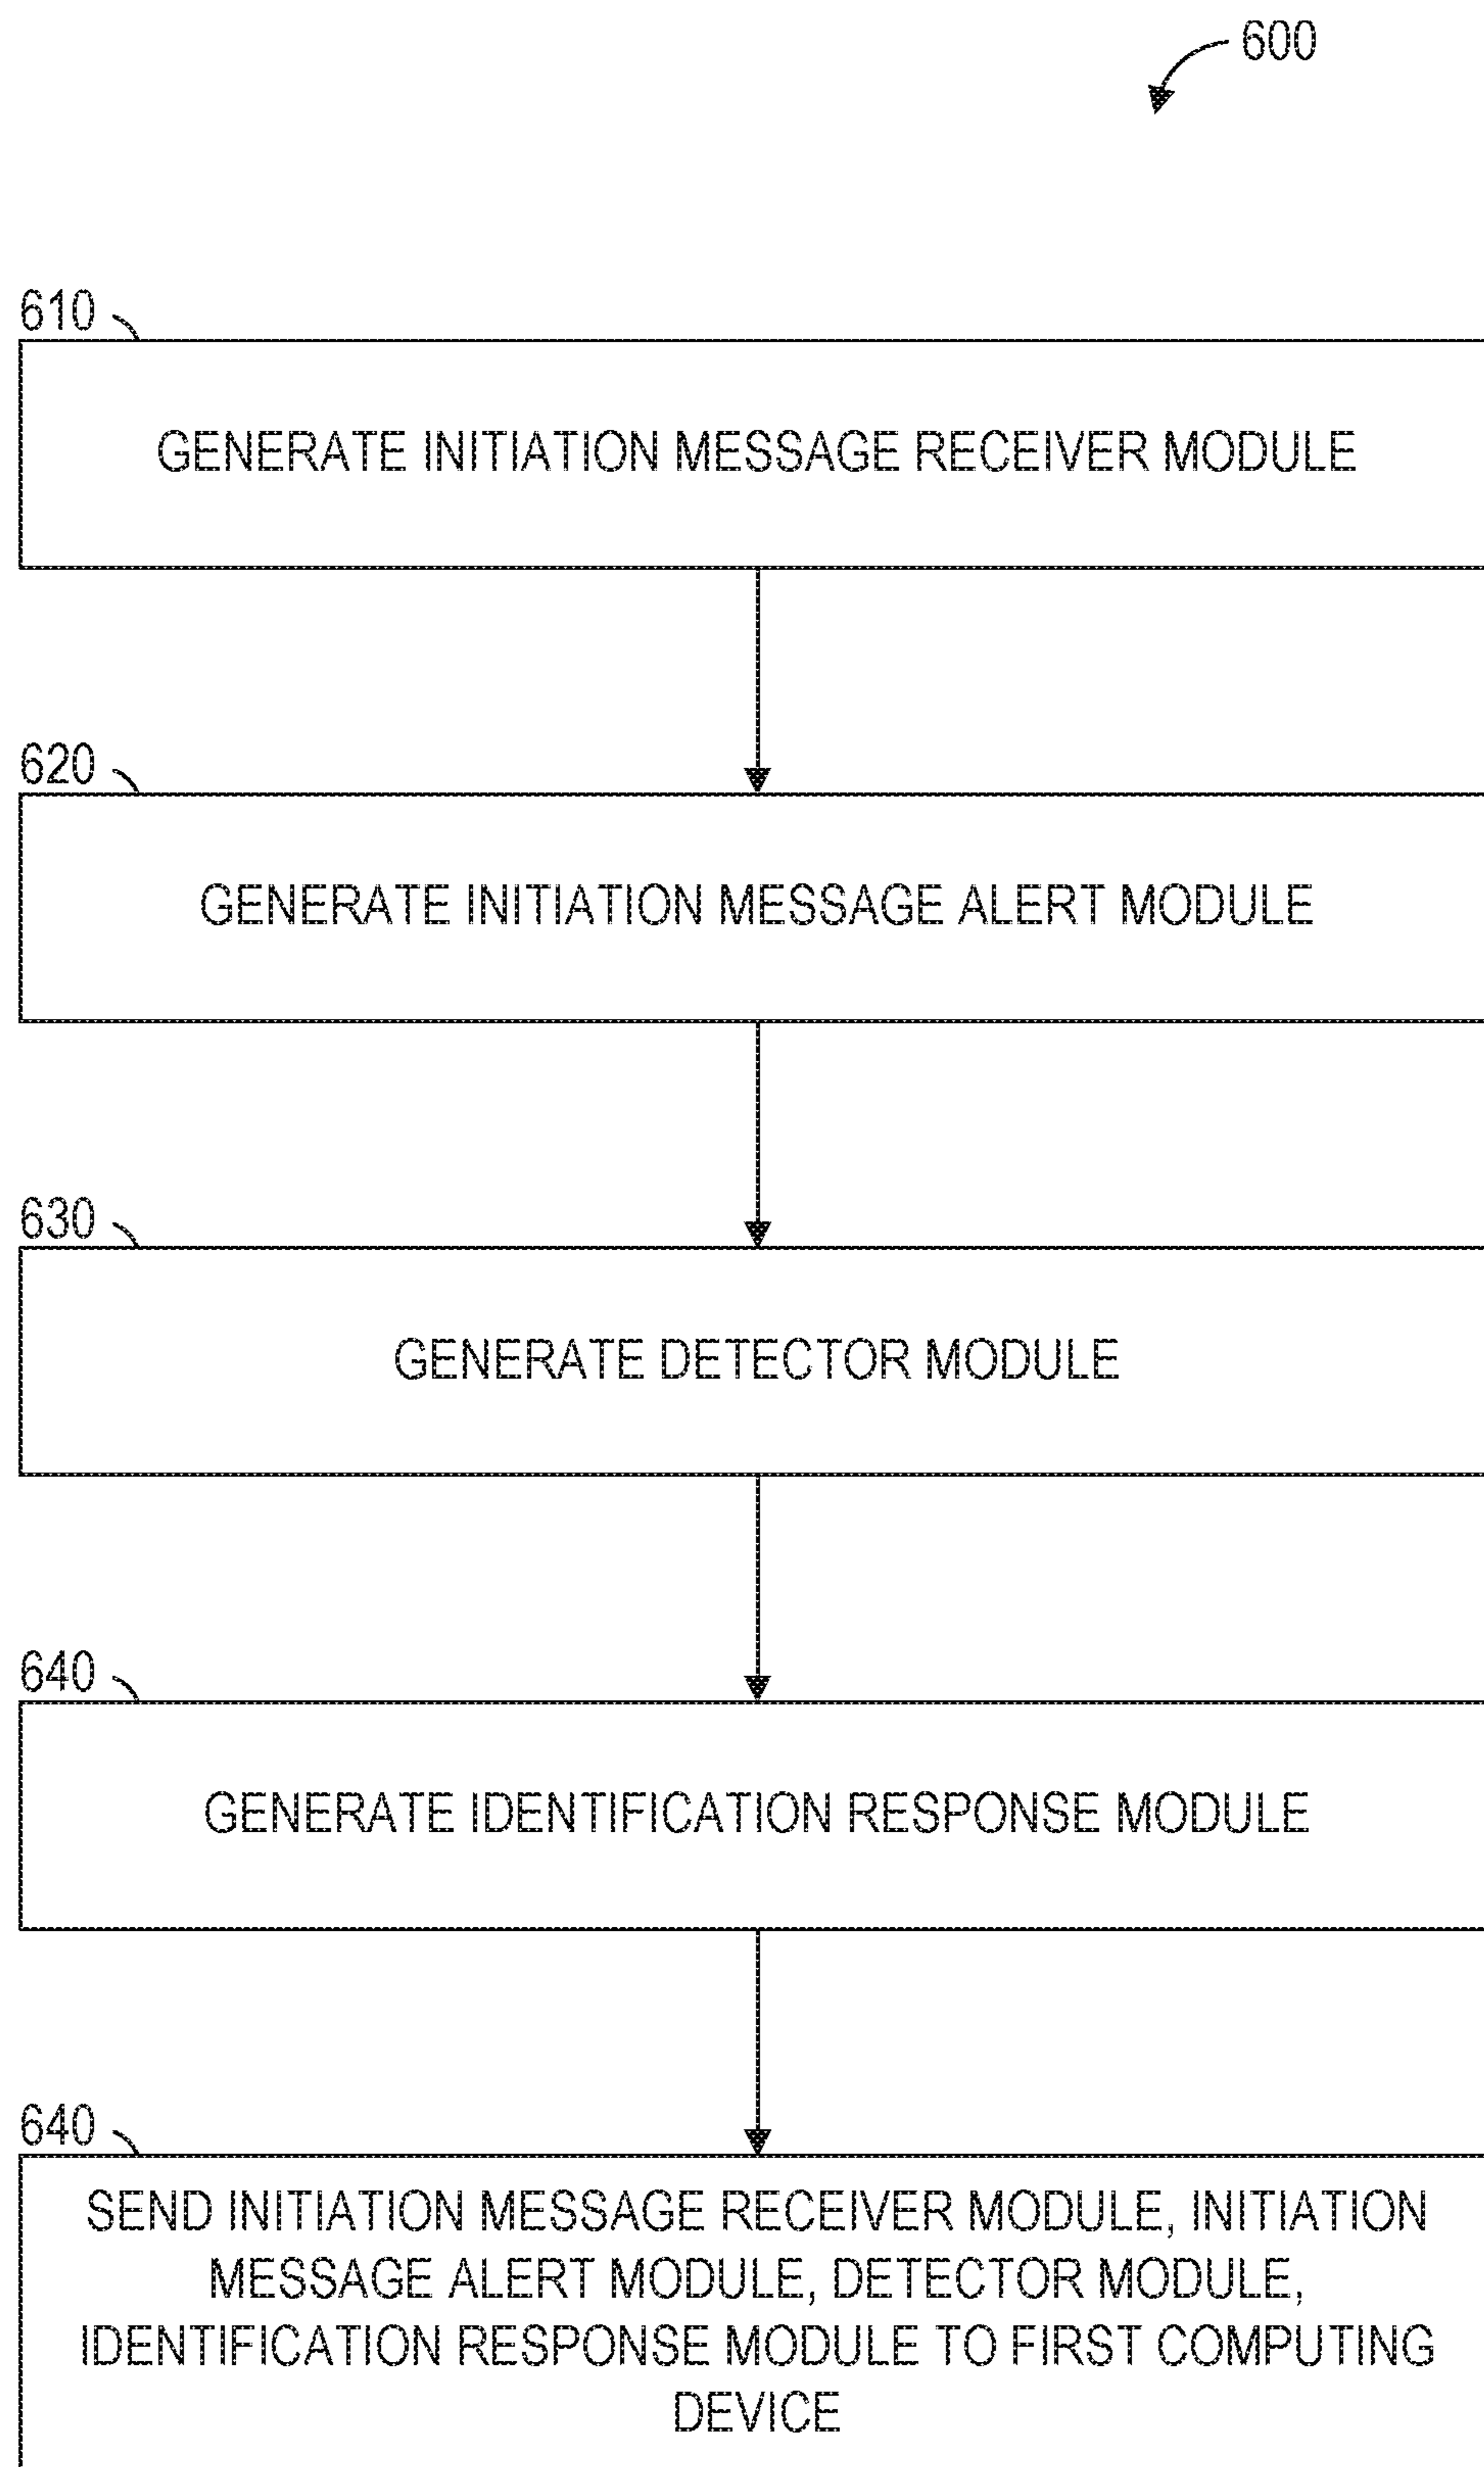 600
610
GENERATE INITIATION MESSAGE RECEIVER MODULE
620
GENERATE INITIATION MESSAGE ALERT MODULE
630
GENERATE DETECTOR MODULE
640
GENERATE IDENTIFICATION RESPONSE MODULE
640
SEND INITIATION MESSAGE RECEIVER MODULE, INITIATION
MESSAGE ALERT MODULE, DETECTOR MODULE,
IDENTIFICATION RESPONSE MODULE TO FIRST COMPUTING
DEVICE